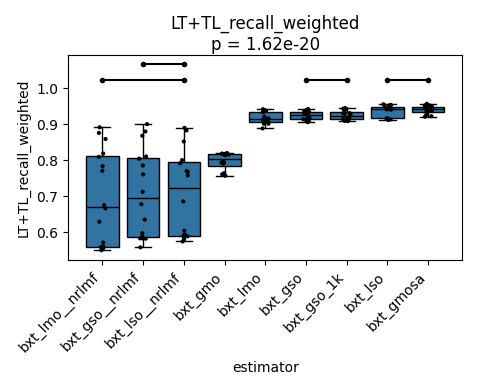 LT+TL_recall_weighted
p = 1.62e-20
LT+TL_recall_weighted
1.0
0.9
0.8
0.7
0.6
bxt_lmo__nrlmf
bxt_gso__nrlmf
bxt_lso__nrlmf
bxt_gmo
bxt_lmo
bxt_gso
bxt_gso_1k
bxt_lso
bxt_gmosa
estimator